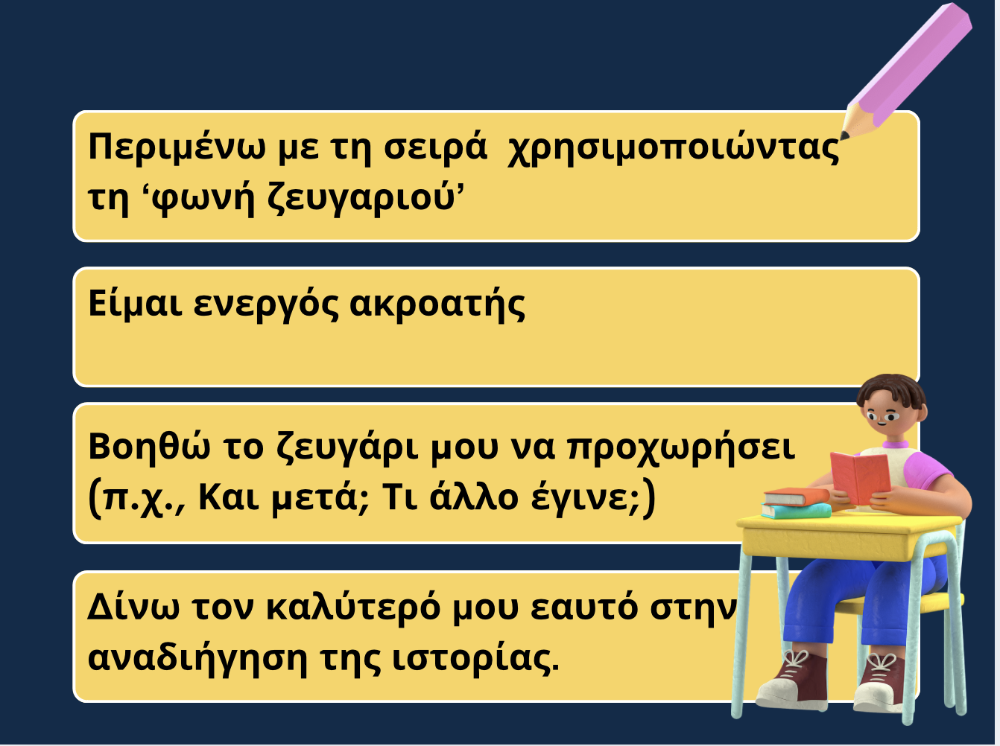 Περιμένω με τη σειρά  χρησιμοποιώντας
τη ‘φωνή ζευγαριού’
Είμαι ενεργός ακροατής
Βοηθώ το ζευγάρι μου να προχωρήσει
(π.χ., Και μετά; Τι άλλο έγινε;)
Δίνω τον καλύτερό μου εαυτό στην
αναδιήγηση της ιστορίας.